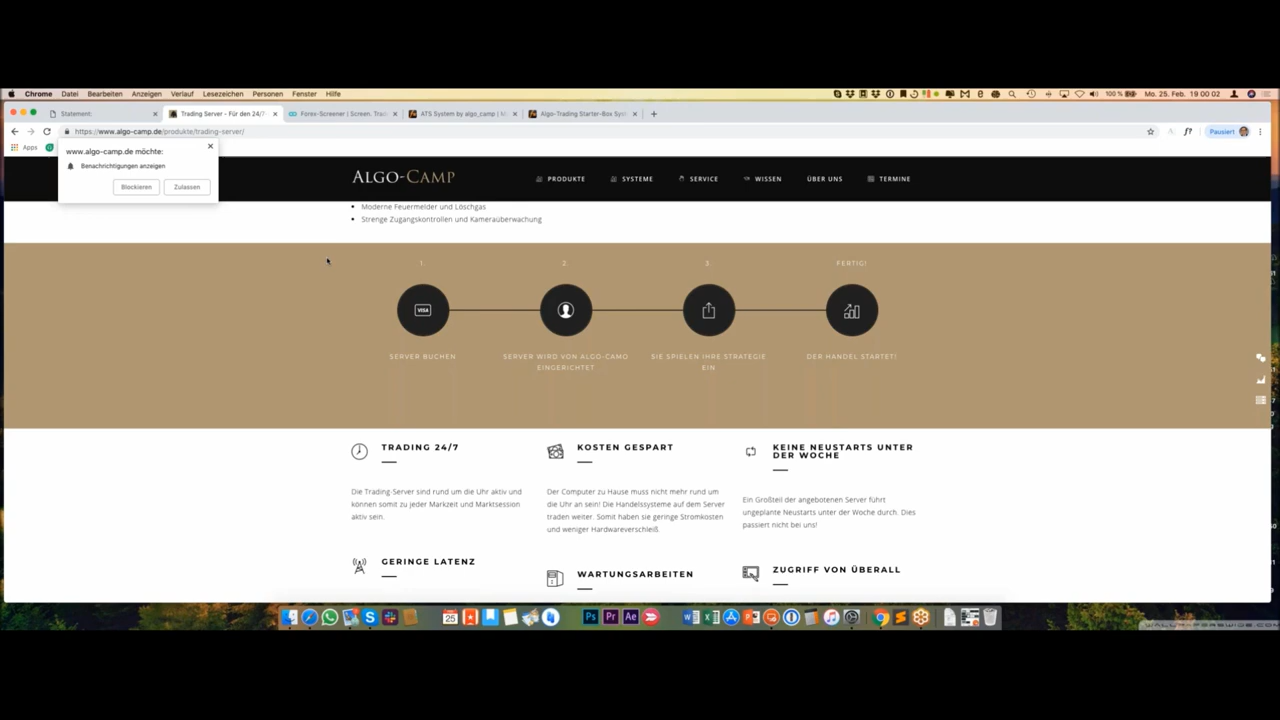 Chrome Datei Bearbeiten Anzeigen Verlauf Lesezeichen Personen Fenster Hilfe
100 % Mo. 25. Feb. 19 00 02
Statement: Trading Server - Für den 24/7 Forex-Screener | Screen, Trad ATS System by algo_camp | M Algo-Trading Starter-Box Syst
https://www.algo-camp.de/produkte/trading-server/
Pausiert
Apps
www.algo-camp.de möchte:
Benachrichtigungen anzeigen
Blockieren Zulassen
ALGO-CAMP PRODUKTE SYSTEME SERVICE WISSEN ÜBER UNS TERMINE
Moderne Feuermelder und Löschgas
Strenge Zugangskontrollen und Kameraüberwachung
1. 2. 3. FERTIG!
VISA
SERVER BUCHEN
SERVER WIRD VON ALGO-CAMO
EINGERICHTET
SIE SPIELEN IHRE STRATEGIE
EIN
DER HANDEL STARTET!
TRADING 24/7
Die Trading-Server sind rund um die Uhr aktiv und
können somit zu jeder Markzeit und Marktsession
aktiv sein.
KOSTEN GESPART
Der Computer zu Hause muss nicht mehr rund um
die Uhr an sein! Die Handelssysteme auf dem Server
traden weiter. Somit haben sie geringe Stromkosten
und weniger Hardwareverschleiß.
KEINE NEUSTARTS UNTER
DER WOCHE
Ein Großteil der angebotenen Server führt
ungeplante Neustarts unter der Woche durch. Dies
passiert nicht bei uns!
GERINGE LATENZ
WARTUNGSARBEITEN
ZUGRIFF VON ÜBERALL
25
Ps Pr Ae